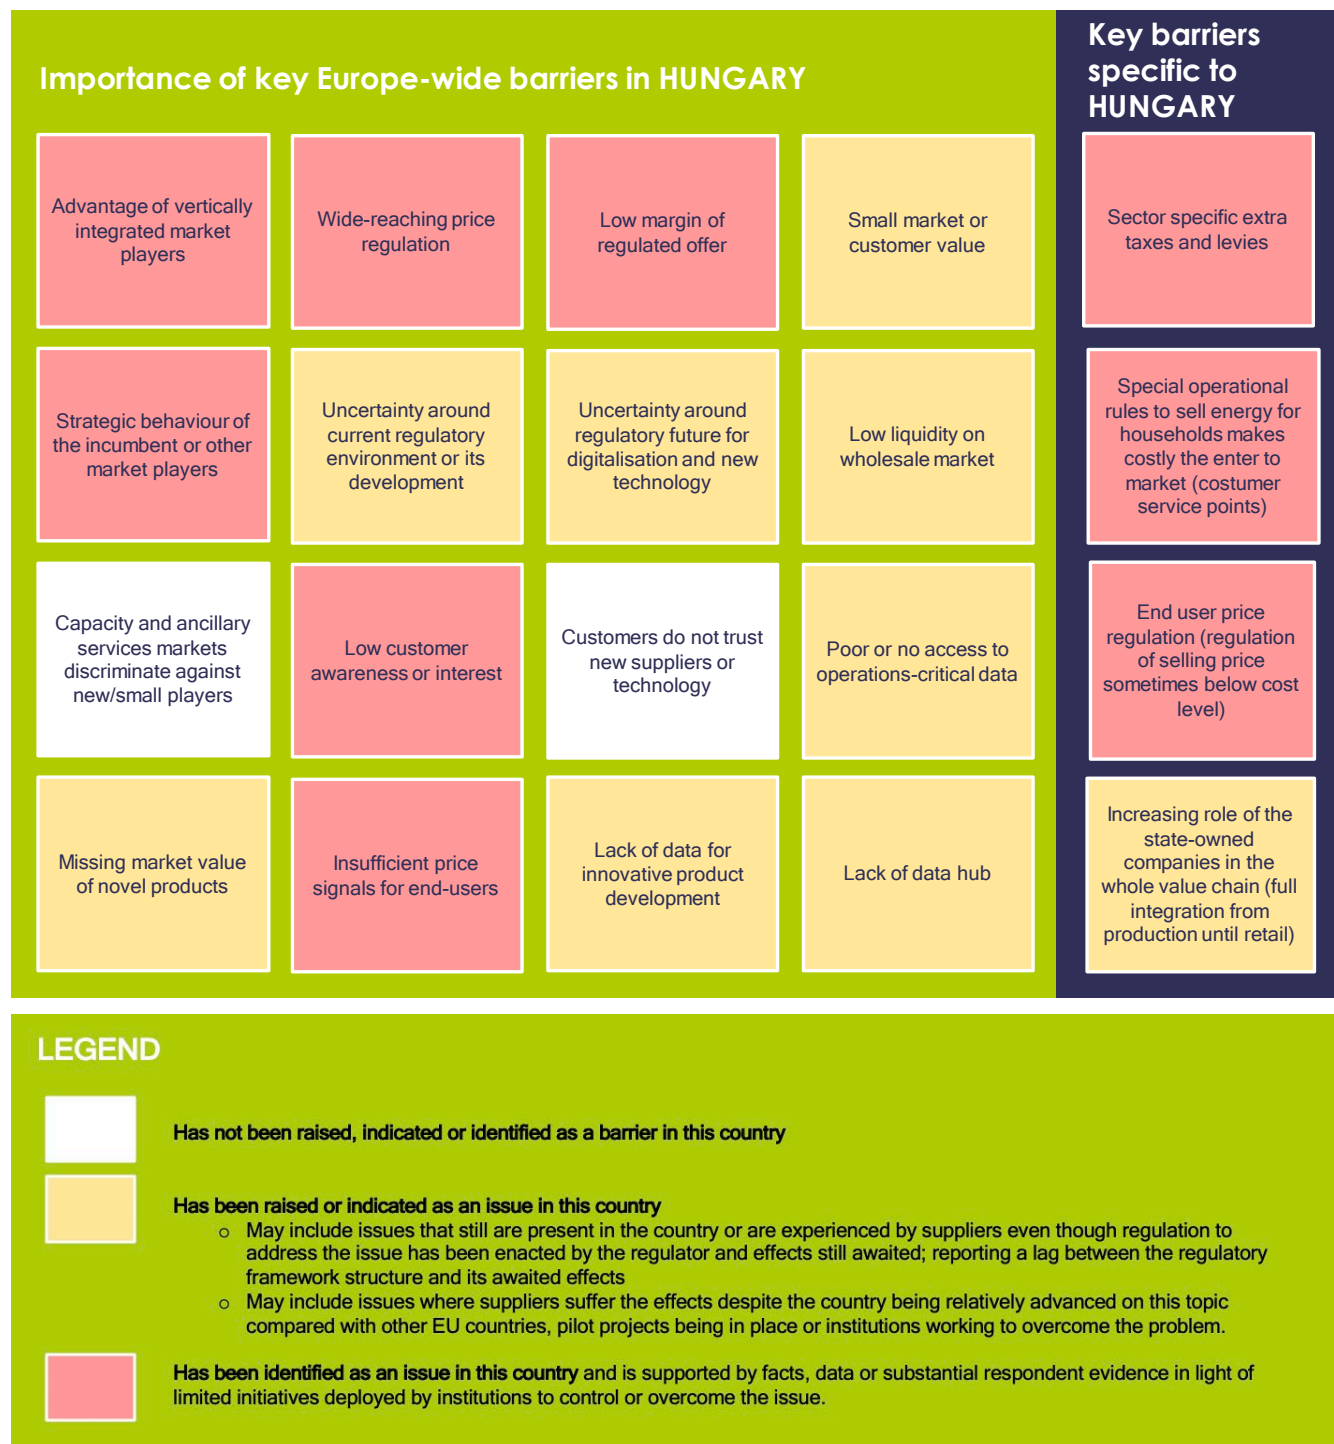 Importance of key Europe-wide barriers in HUNGARY
Key barriers
specific to
HUNGARY
Advantage of vertically
integrated market
players
Wide-reaching price
regulation
Low margin of
regulated offer
Small market or
customer value
Sector specific extra
taxes and levies
Strategic behaviour of
the incumbent or other
market players
Uncertainty around
current regulatory
environment or its
development
Uncertainty around
regulatory future for
digitalisation and new
technology
Low liquidity on
wholesale market
Special operational
rules to sell energy for
households makes
costly the enter to
market (costumer
service points)
Capacity and ancillary
services markets
discriminate against
new/small players
Low customer
awareness or interest
Customers do not trust
new suppliers or
technology
Poor or no access to
operations-critical data
End user price
regulation (regulation
of selling price
sometimes below cost
level)
Missing market value
of novel products
Insufficient price
signals for end-users
Lack of data for
innovative product
development
Lack of data hub
Increasing role of the
state-owned
companies in the
whole value chain (full
integration from
production until retail)
LEGEND
Has not been raised, indicated or identified as a barrier in this country
Has been raised or indicated as an issue in this country
o May include issues that still are present in the country or are experienced by suppliers even though regulation to
address the issue has been enacted by the regulator and effects still awaited; reporting a lag between the regulatory
framework structure and its awaited effects
o May include issues where suppliers suffer the effects despite the country being relatively advanced on this topic
compared with other EU countries, pilot projects being in place or institutions working to overcome the problem.
Has been identified as an issue in this country and is supported by facts, data or substantial respondent evidence in light of
limited initiatives deployed by institutions to control or overcome the issue.